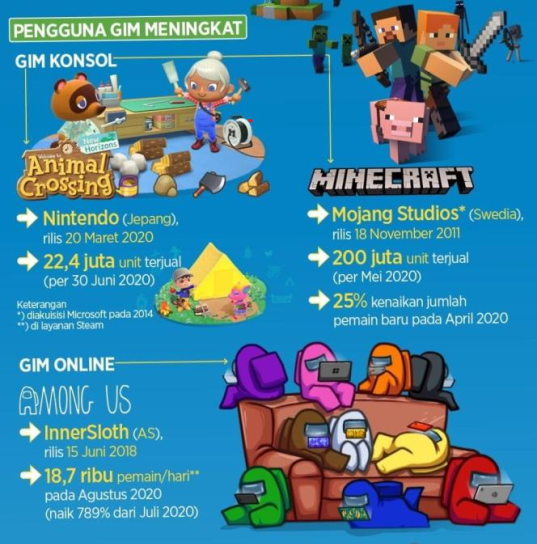 PENGGUNA GIM MENINGKAT
GIM KONSOL
New
Horizons
Welcome to
Animal
Crossing
Nintendo (Jepang),
rilis 20 Maret 2020
22,4 juta unit terjual
(per 30 Juni 2020)
Keterangan
*) diakuisisi Microsoft pada 2014
**) di layanan Steam
MINECRAFT
Mojang Studios* (Swedia),
rilis 18 November 2011
200 juta unit terjual
(per Mei 2020)
25% kenaikan jumlah
pemain baru pada April 2020
GIM ONLINE
AMONG US
InnerSloth (AS),
rilis 15 Juni 2018
18,7 ribu pemain/hari**
pada Agustus 2020
(naik 789% dari Juli 2020)